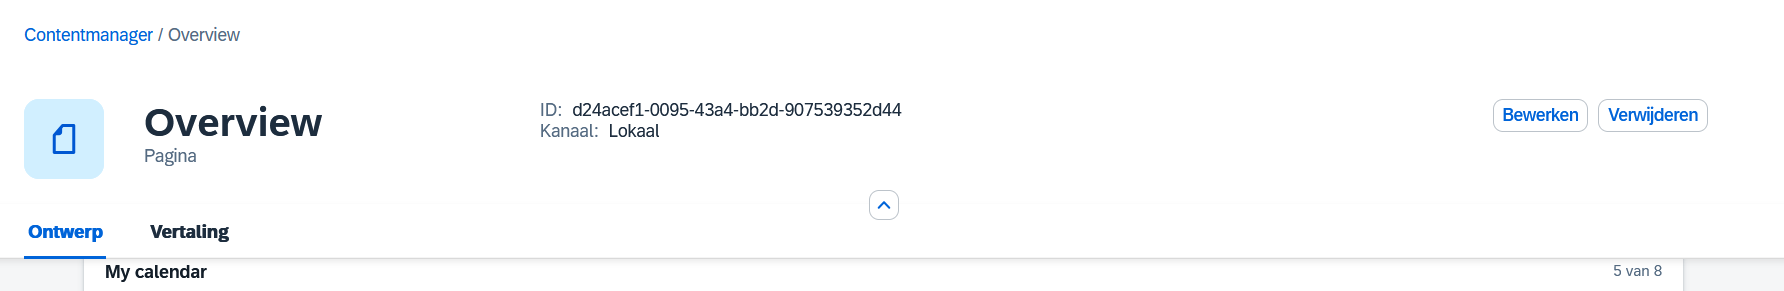 Contentmanager / Overview
Overview
Pagina
ID: d24acef1-0095-43a4-bb2d-907539352d44
Kanaal: Lokaal
Bewerken
Verwijderen
Ontwerp
Vertaling
My calendar
5 van 8